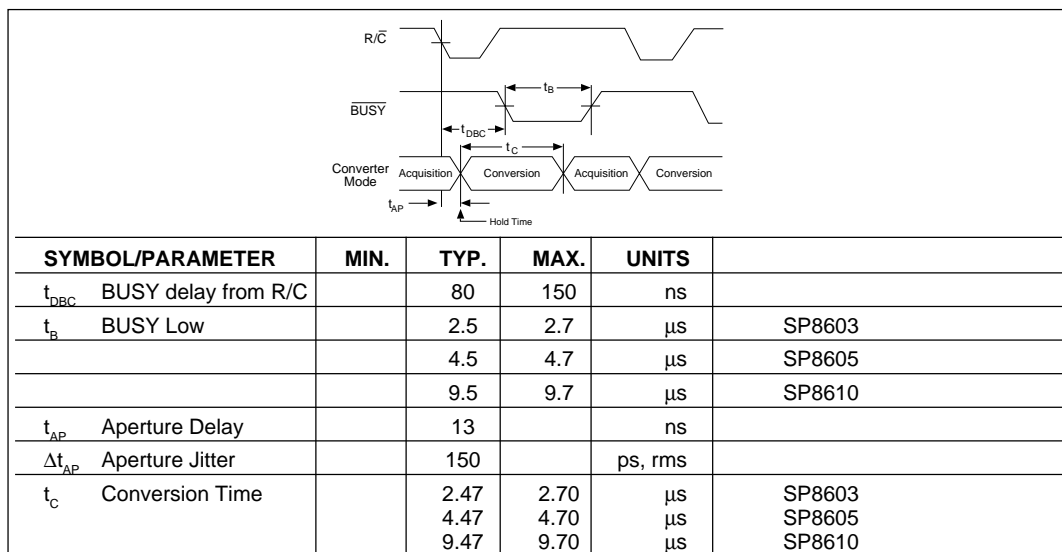 R/C̅
t_B
B̅U̅S̅Y̅
t_DBC
t_C
Converter Mode
Acquisition Conversion Acquisition Conversion
t_AP
Hold Time
SYMBOL/PARAMETER MIN. TYP. MAX. UNITS
t_DBC BUSY delay from R/C 80 150 ns
t_B BUSY Low 2.5 2.7 µs SP8603
4.5 4.7 µs SP8605
9.5 9.7 µs SP8610
t_AP Aperture Delay 13 ns
Δt_AP Aperture Jitter 150 ps, rms
t_C Conversion Time 2.47 2.70 µs SP8603
4.47 4.70 µs SP8605
9.47 9.70 µs SP8610